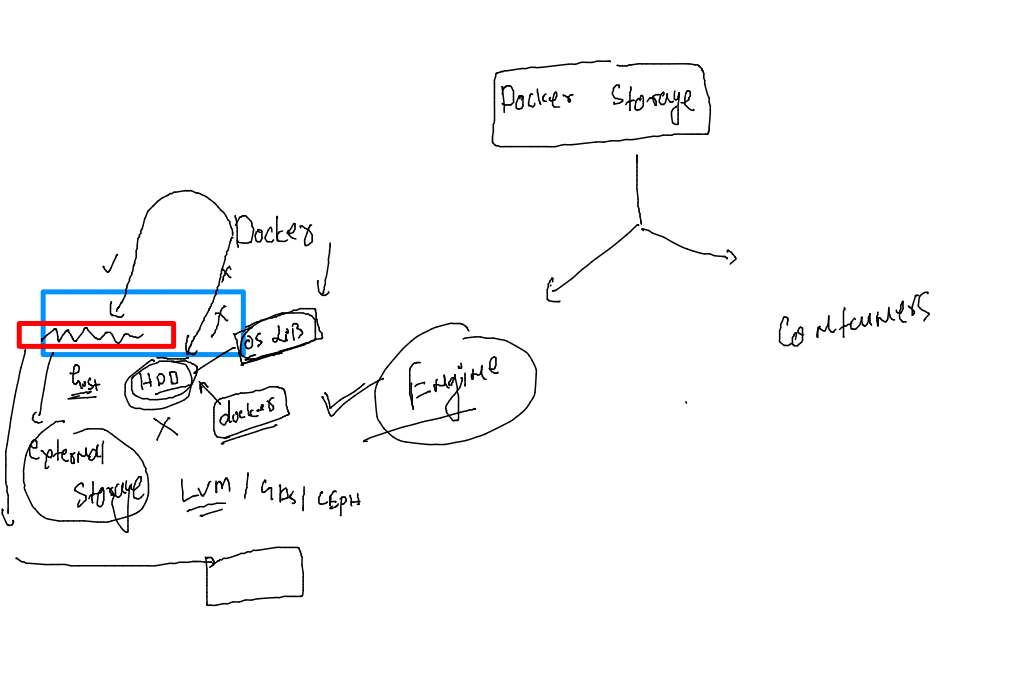 Docker Storage
Docker
Containers
OS LIB
host
HDD
docker
Engine
External
Storage
LVM / GFS / CEPH